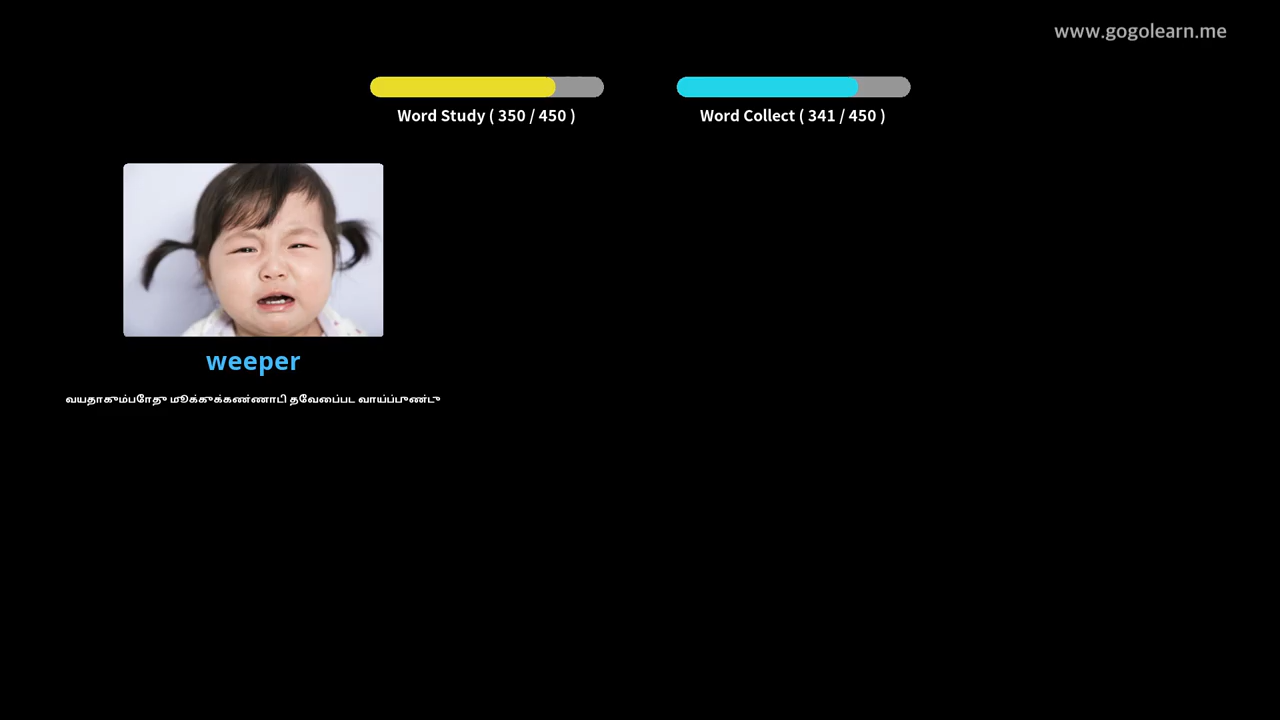 www.gogolearn.me
Word Study ( 350 / 450 )
Word Collect ( 341 / 450 )
weeper
வயதாகும்போது மூக்குக்கண்ணாடி தேவைப்பட வாய்ப்புண்டு